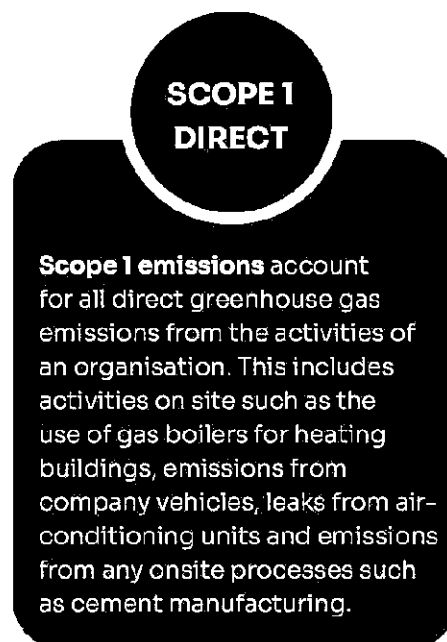 SCOPE 1
DIRECT
Scope 1 emissions account
for all direct greenhouse gas
emissions from the activities of
an organisation. This includes
activities on site such as the
use of gas boilers for heating
buildings, emissions from
company vehicles, leaks from air-
conditioning units and emissions
from any onsite processes such
as cement manufacturing.